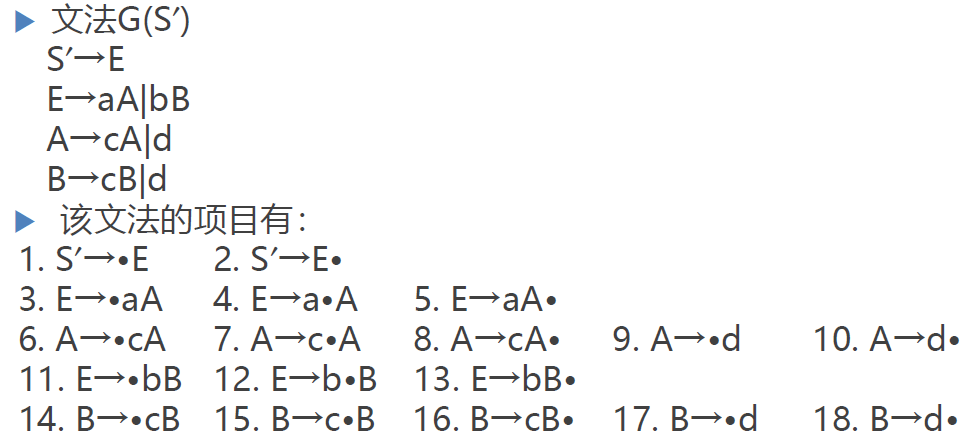 ▶ 文法G(S′)
S′→E
E→aA|bB
A→cA|d
B→cB|d
▶ 该文法的项目有：
1. S′→•E 2. S′→E•
3. E→•aA 4. E→a•A 5. E→aA•
6. A→•cA 7. A→c•A 8. A→cA• 9. A→•d 10. A→d•
11. E→•bB 12. E→b•B 13. E→bB•
14. B→•cB 15. B→c•B 16. B→cB• 17. B→•d 18. B→d•